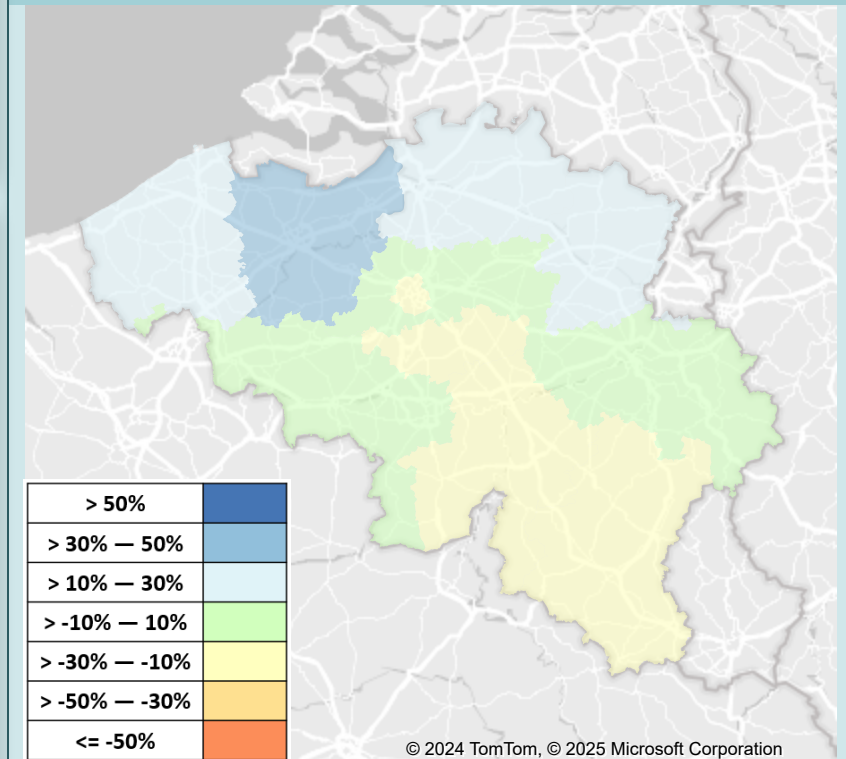 > 50%
> 30% — 50%
> 10% — 30%
> -10% — 10%
> -30% — -10%
> -50% — -30%
<= -50%
© 2024 TomTom, © 2025 Microsoft Corporation